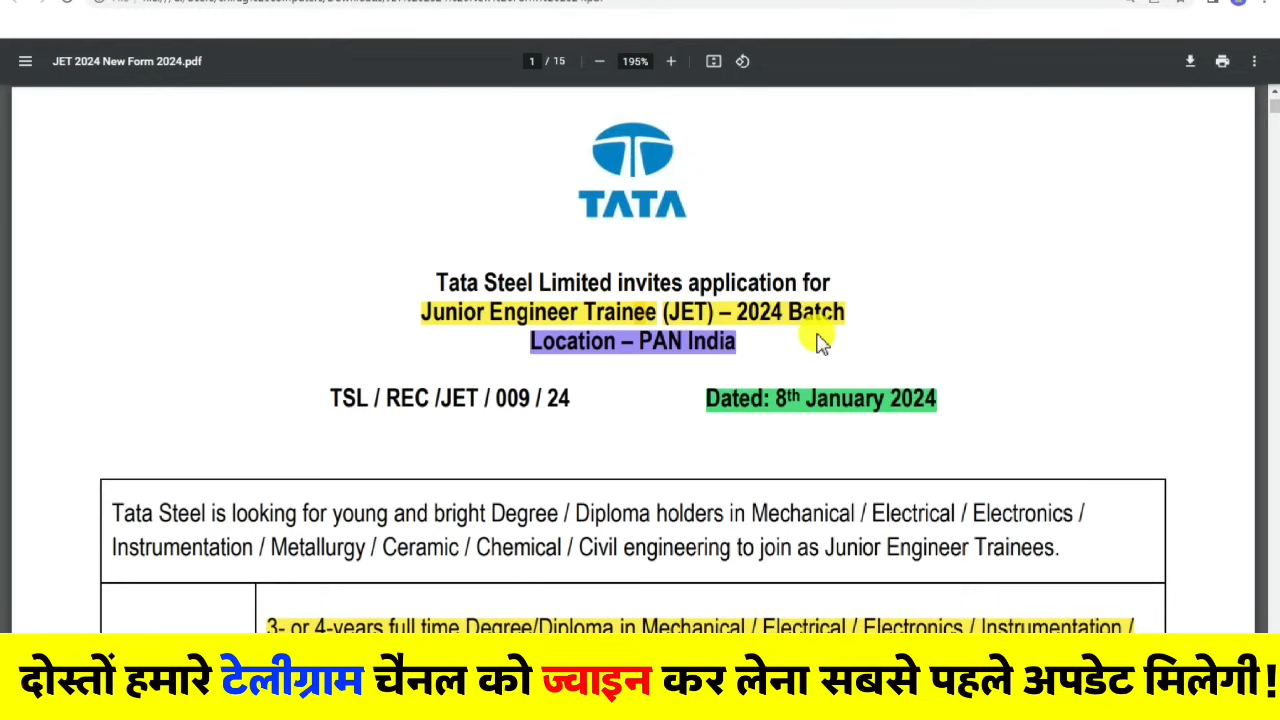 JET 2024 New Form 2024.pdf
1 / 15
195%
TATA
Tata Steel Limited invites application for
Junior Engineer Trainee (JET) – 2024 Batch
Location – PAN India
TSL / REC /JET / 009 / 24
Dated: 8th January 2024
Tata Steel is looking for young and bright Degree / Diploma holders in Mechanical / Electrical / Electronics /
Instrumentation / Metallurgy / Ceramic / Chemical / Civil engineering to join as Junior Engineer Trainees.
3- or 4-years full time Degree/Diploma in Mechanical / Electrical / Electronics / Instrumentation /
दोस्तों हमारे टेलीग्राम चैनल को ज्वाइन कर लेना सबसे पहले अपडेट मिलेगी!